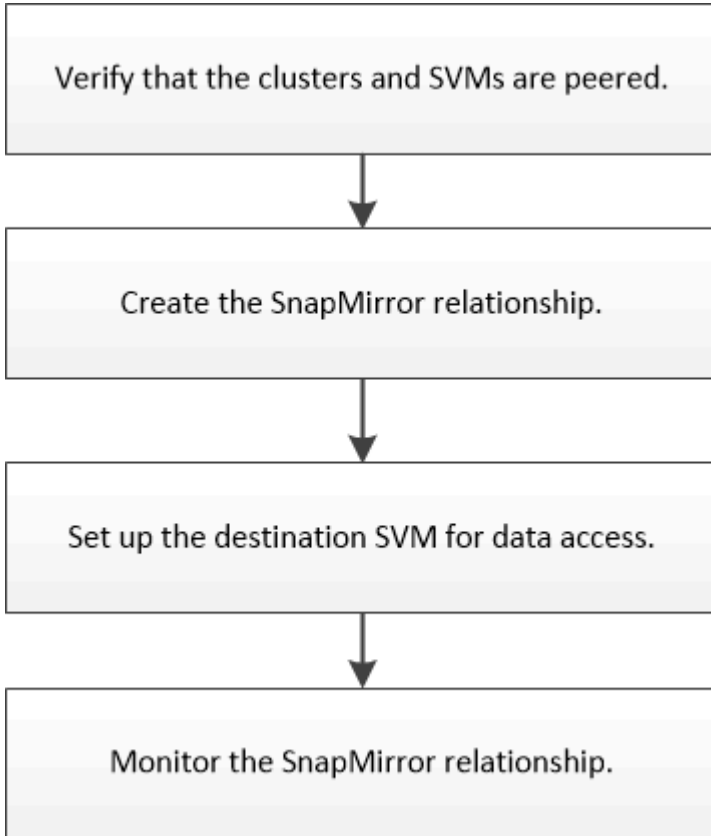 Verify that the clusters and SVMs are peered.
Create the SnapMirror relationship.
Set up the destination SVM for data access.
Monitor the SnapMirror relationship.